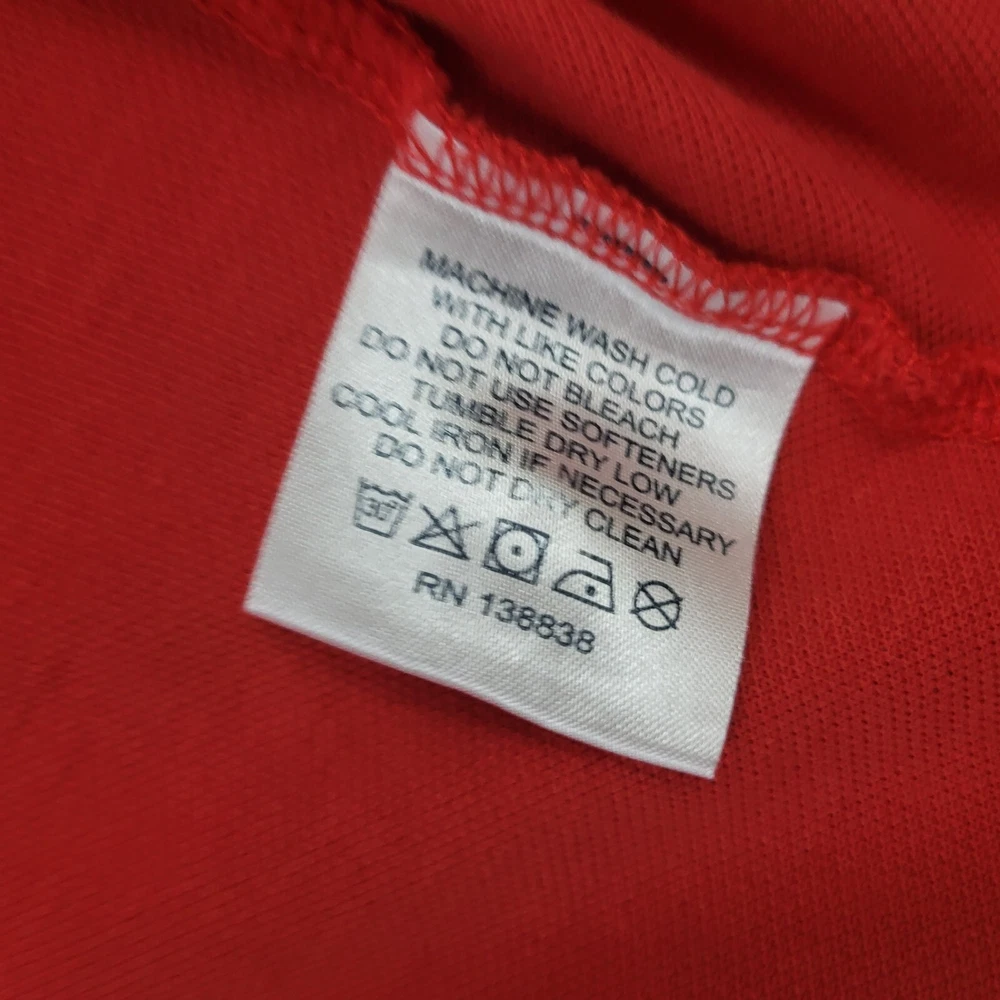 MACHINE WASH COLD
WITH LIKE COLORS
DO NOT BLEACH
DO NOT USE SOFTENERS
TUMBLE DRY LOW
COOL IRON IF NECESSARY
DO NOT DRY CLEAN
30°
RN 138838